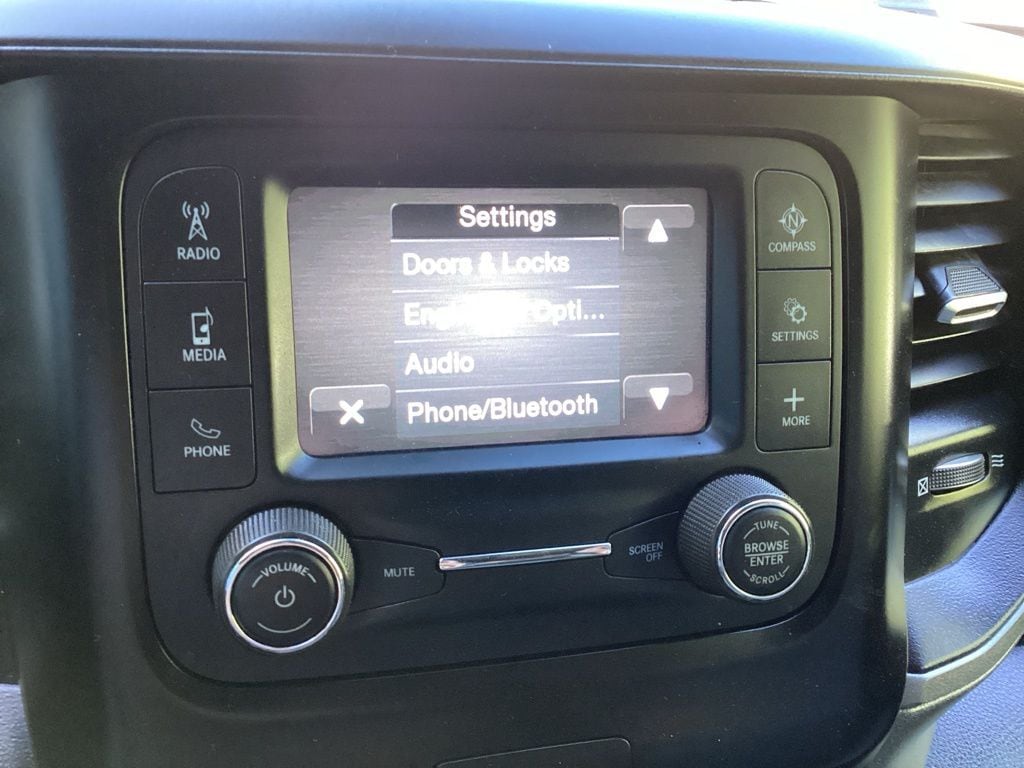 RADIO
MEDIA
PHONE
Settings
Doors & Locks
Opti...
Audio
Phone/Bluetooth
N
COMPASS
SETTINGS
MORE
VOLUME
MUTE
SCREEN
OFF
TUNE
BROWSE
ENTER
SCROLL